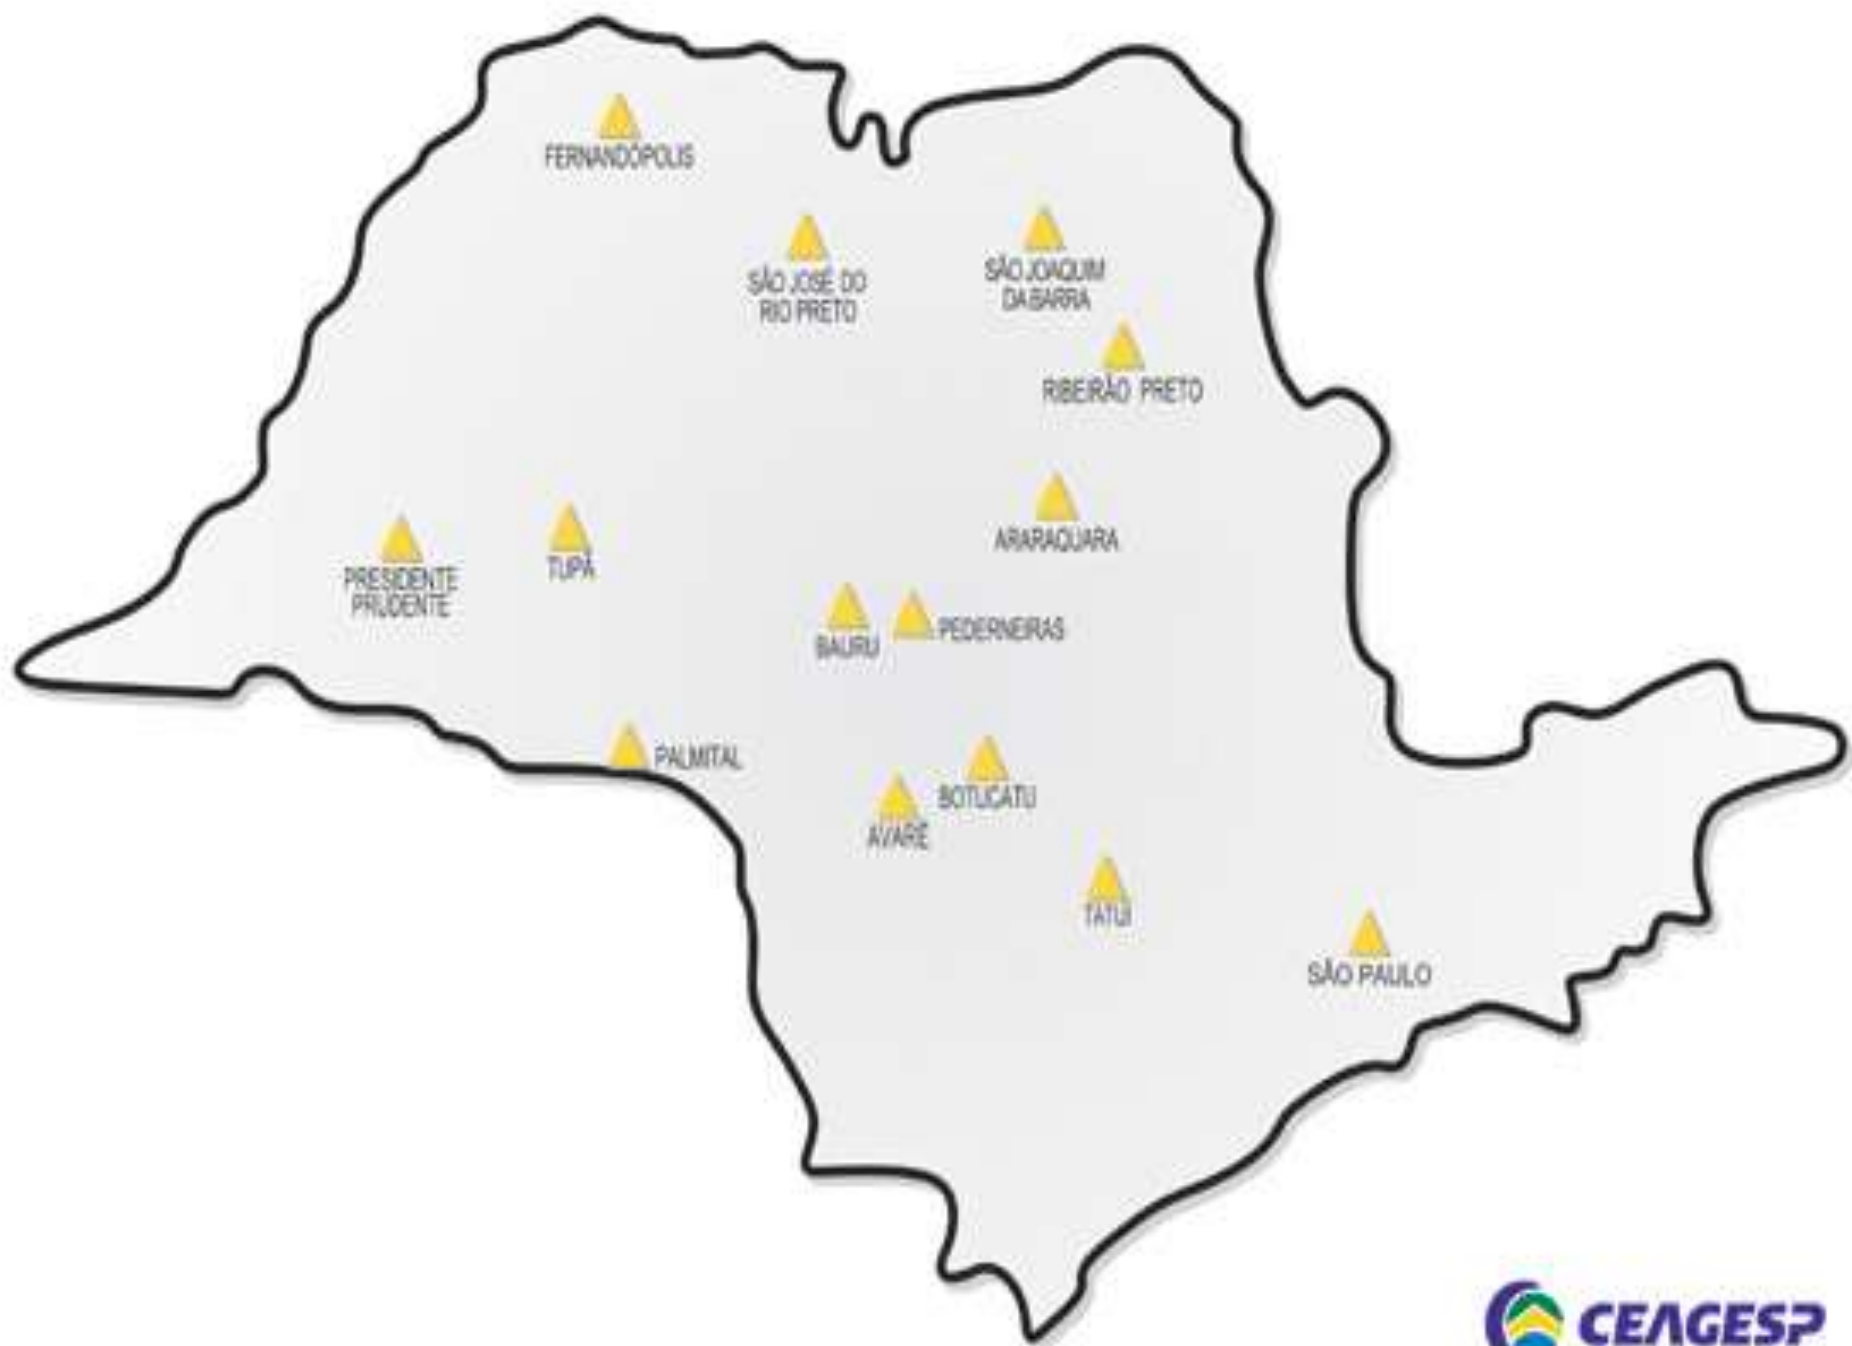 FERNANDÓPOLIS
SÃO JOSÉ DO
RIO PRETO
SÃO JOAQUIM
DA BARRA
RIBEIRÃO PRETO
ARARAQUARA
PRESIDENTE
PRUDENTE
TUPÃ
BAURU
PEDERNEIRAS
PALMITAL
BOTUCATU
AVARÉ
TATUÍ
SÃO PAULO
CEAGESP